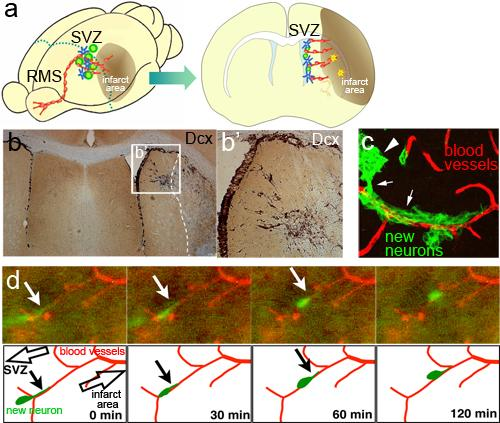 a
SVZ
RMS
infarct
area
SVZ
infarct
area
b
b'
Dcx
b'
Dcx
c
blood
vessels
new
neurons
d
SVZ
blood vessels
new neuron
infarct
area
0 min
30 min
60 min
120 min